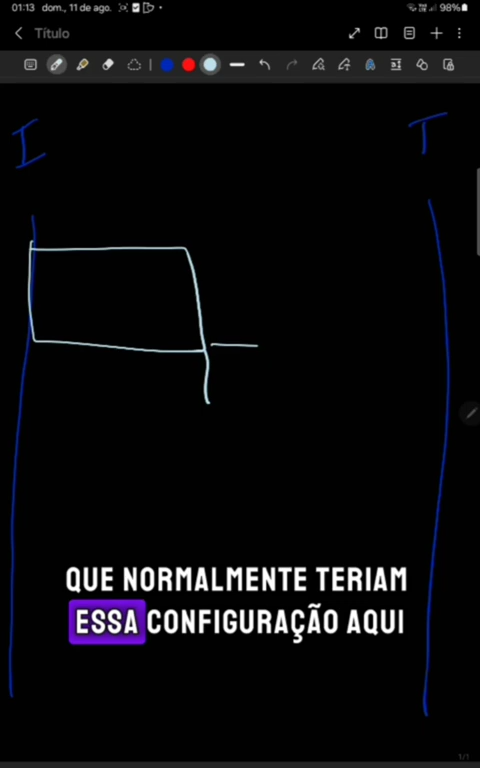 01:13 dom., 11 de ago. 98%
Título
I T
QUE NORMALMENTE TERIAM
ESSA CONFIGURAÇÃO AQUI
1/1